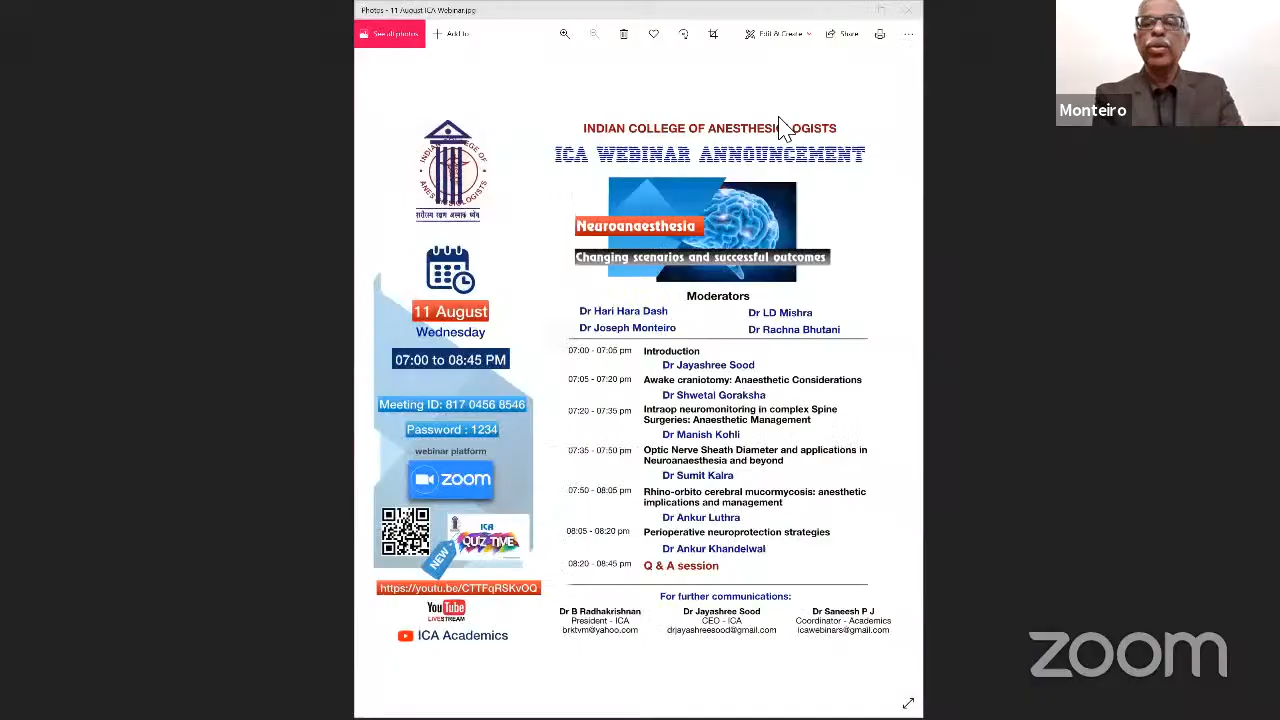 Photos - 11 August ICA Webinar.jpg
See all photos
Add to
Edit & Create
Share
Monteiro
INDIAN COLLEGE OF ANESTHESIOLOGISTS
ICA WEBINAR ANNOUNCEMENT
INDIAN COLLEGE OF
ANESTHESIOLOGISTS
Neuroanaesthesia
Changing scenarios and successful outcomes
11 August
Wednesday
07:00 to 08:45 PM
Meeting ID: 817 0456 8546
Password : 1234
webinar platform
zoom
ICA
QUIZ TIME
NEW
https://youtu.be/CTTFqRSKvOQ
YouTube
LIVESTREAM
ICA Academics
Moderators
Dr Hari Hara Dash
Dr LD Mishra
Dr Joseph Monteiro
Dr Rachna Bhutani
07:00 - 07:05 pm Introduction
Dr Jayashree Sood
07:05 - 07:20 pm Awake craniotomy: Anaesthetic Considerations
Dr Shwetal Goraksha
07:20 - 07:35 pm Intraop neuromonitoring in complex Spine
Surgeries: Anaesthetic Management
Dr Manish Kohli
07:35 - 07:50 pm Optic Nerve Sheath Diameter and applications in
Neuroanaesthesia and beyond
Dr Sumit Kalra
07:50 - 08:05 pm Rhino-orbito cerebral mucormycosis: anesthetic
implications and management
Dr Ankur Luthra
08:05 - 08:20 pm Perioperative neuroprotection strategies
Dr Ankur Khandelwal
08:20 - 08:45 pm Q & A session
For further communications:
Dr B Radhakrishnan
President - ICA
brktvm@yahoo.com
Dr Jayashree Sood
CEO - ICA
drjayashreesood@gmail.com
Dr Saneesh P J
Coordinator - Academics
icawebinars@gmail.com
zoom